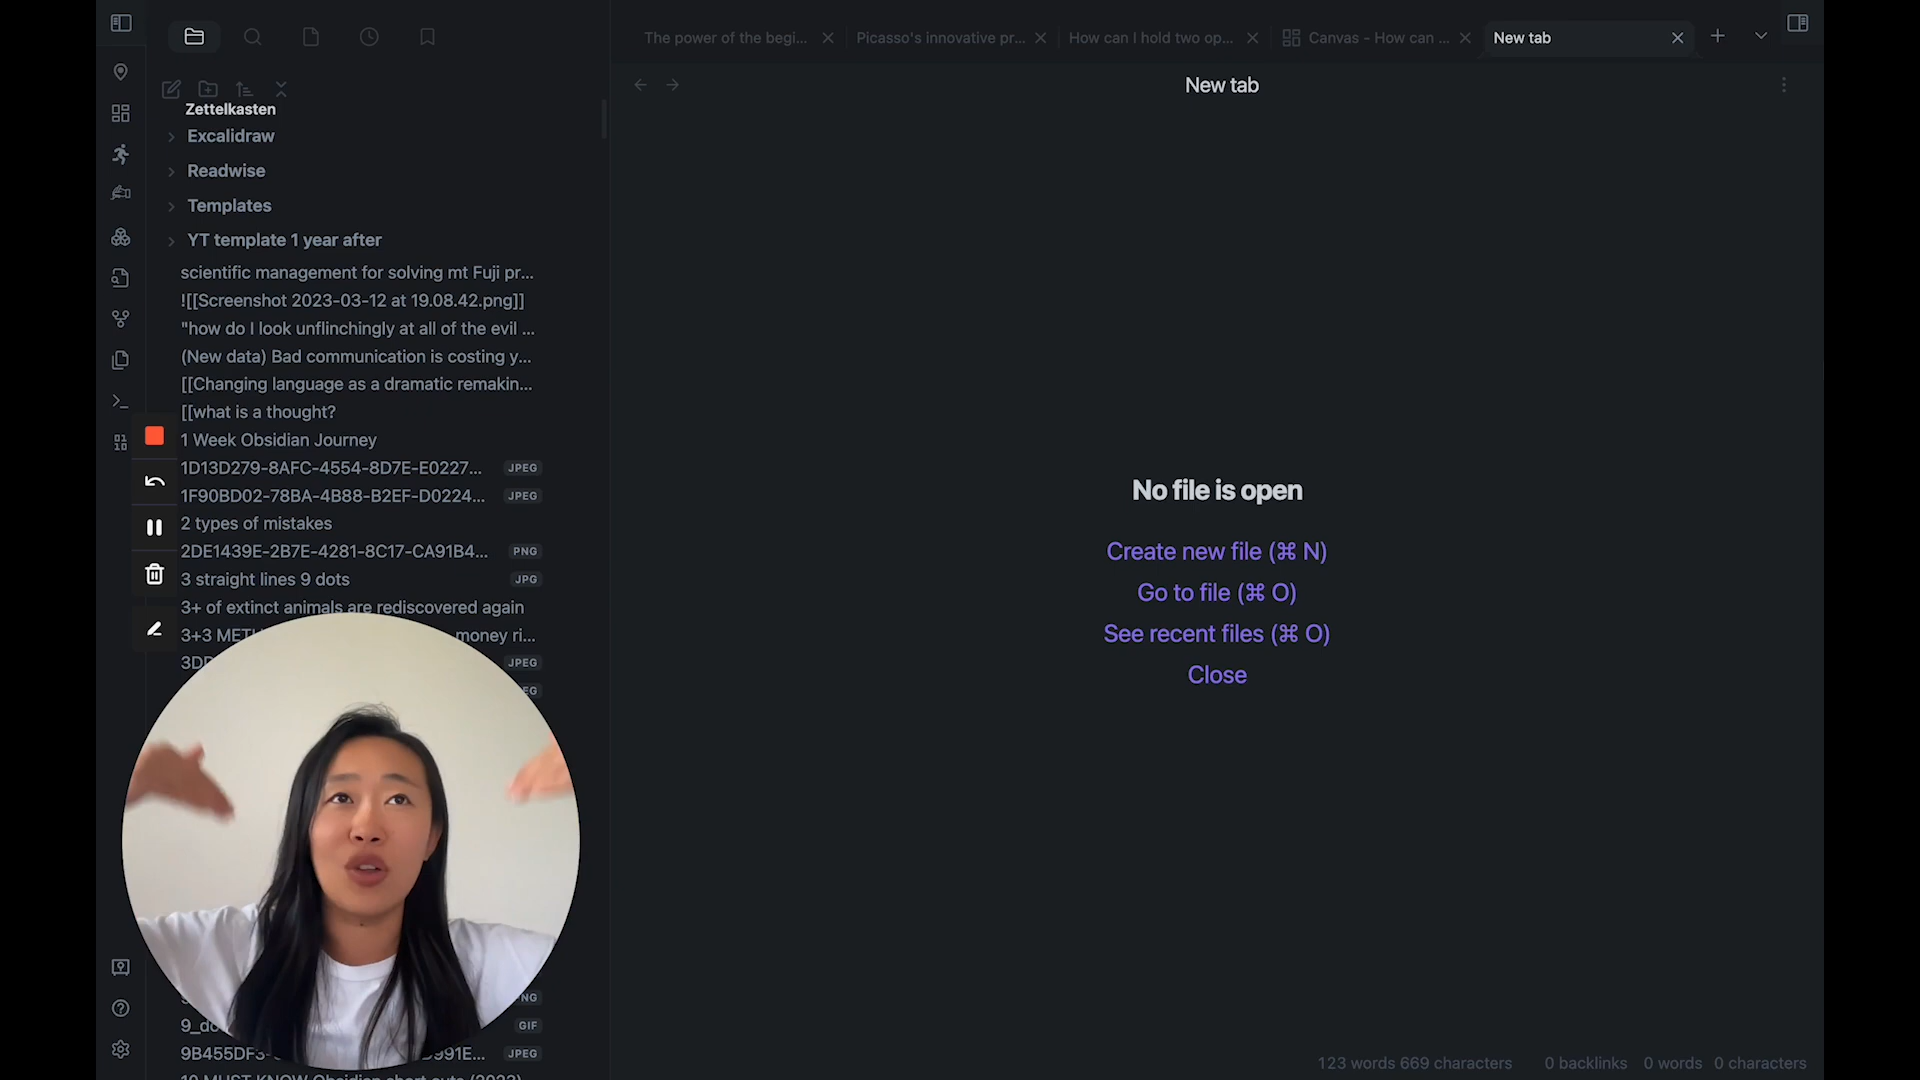 The power of the begi...
Picasso's innovative pr...
How can I hold two op...
Canvas - How can ...
New tab
New tab
Zettelkasten
Excalidraw
Readwise
Templates
YT template 1 year after
scientific management for solving mt Fuji pr...
![[Screenshot 2023-03-12 at 19.08.42.png]]
"how do I look unflinchingly at all of the evil ...
(New data) Bad communication is costing y...
[[Changing language as a dramatic remakin...
[[what is a thought?
1 Week Obsidian Journey
1D13D279-8AFC-4554-8D7E-E0227... JPEG
1F90BD02-78BA-4B88-B2EF-D0224... JPEG
2 types of mistakes
2DE1439E-2B7E-4281-8C17-CA91B4... PNG
3 straight lines 9 dots JPG
3+ of extinct animals are rediscovered again
3+3 money ri...
JPEG
GIF
JPEG
No file is open
Create new file (⌘ N)
Go to file (⌘ O)
See recent files (⌘ O)
Close
123 words 669 characters
0 backlinks
0 words
0 characters